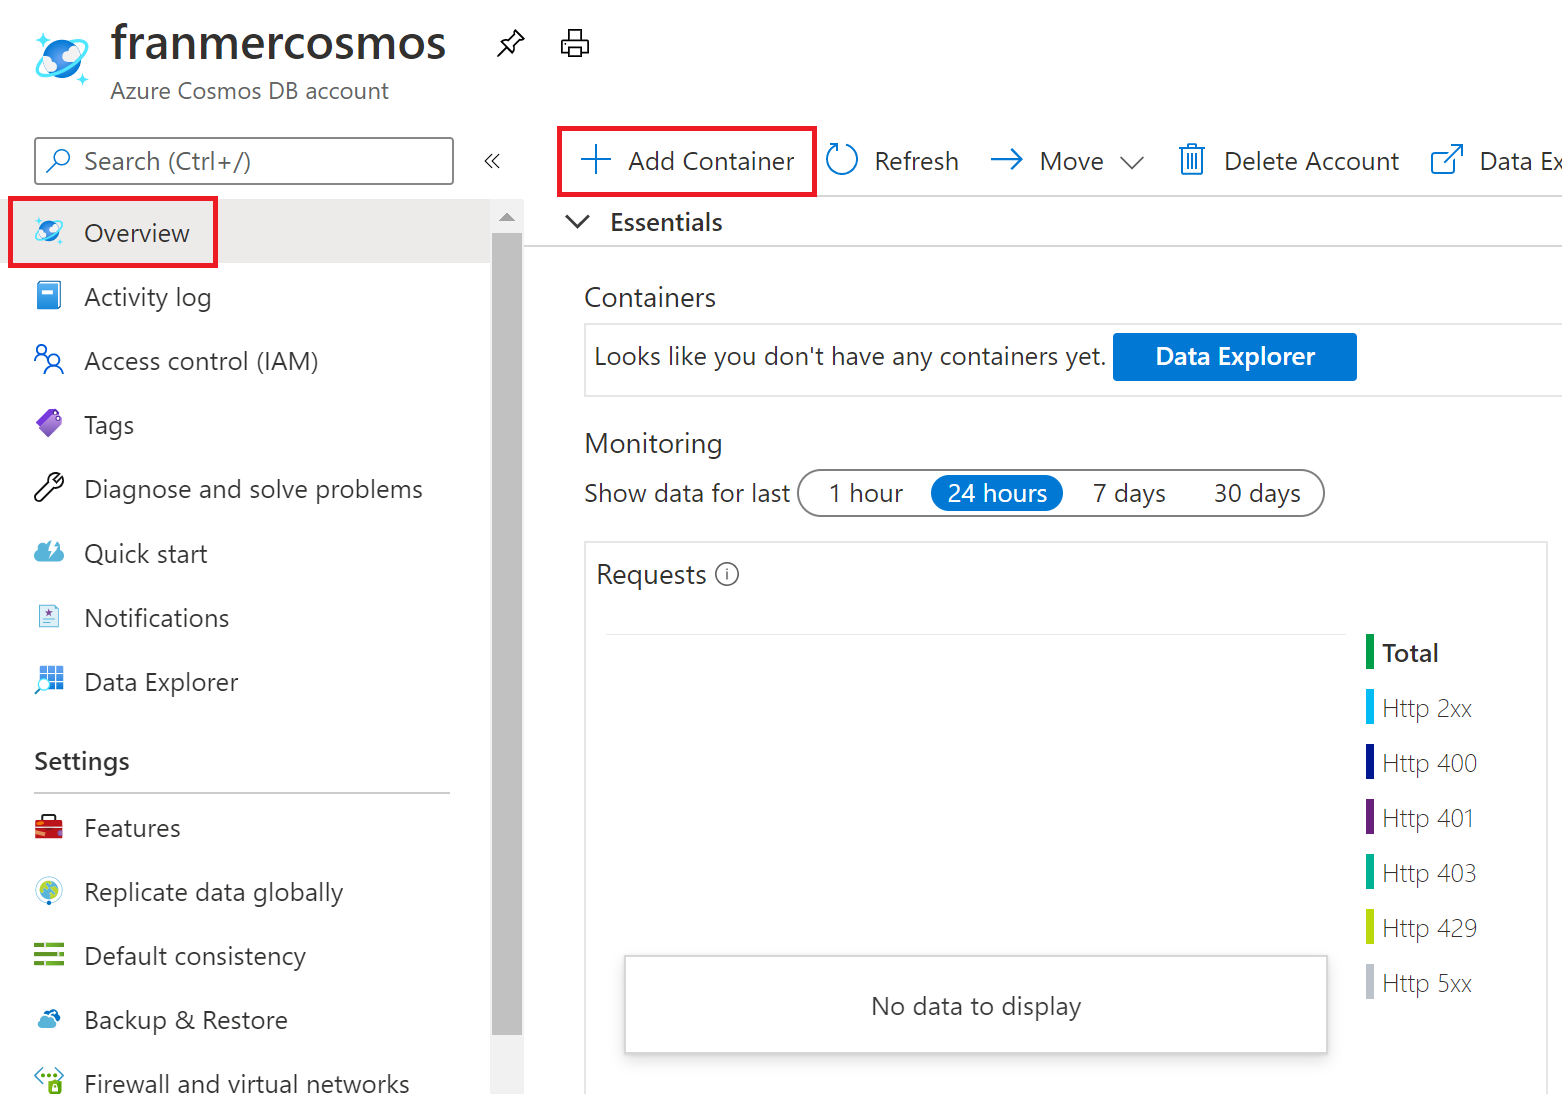 franmercosmos
Azure Cosmos DB account
Search (Ctrl+/)
«
Add Container
Refresh
Move
Delete Account
Data Ex
Overview
Activity log
Access control (IAM)
Tags
Diagnose and solve problems
Quick start
Notifications
Data Explorer
Settings
Features
Replicate data globally
Default consistency
Backup & Restore
Firewall and virtual networks
Essentials
Containers
Looks like you don't have any containers yet.
Data Explorer
Monitoring
Show data for last
1 hour
24 hours
7 days
30 days
Requests
Total
Http 2xx
Http 400
Http 401
Http 403
Http 429
Http 5xx
No data to display